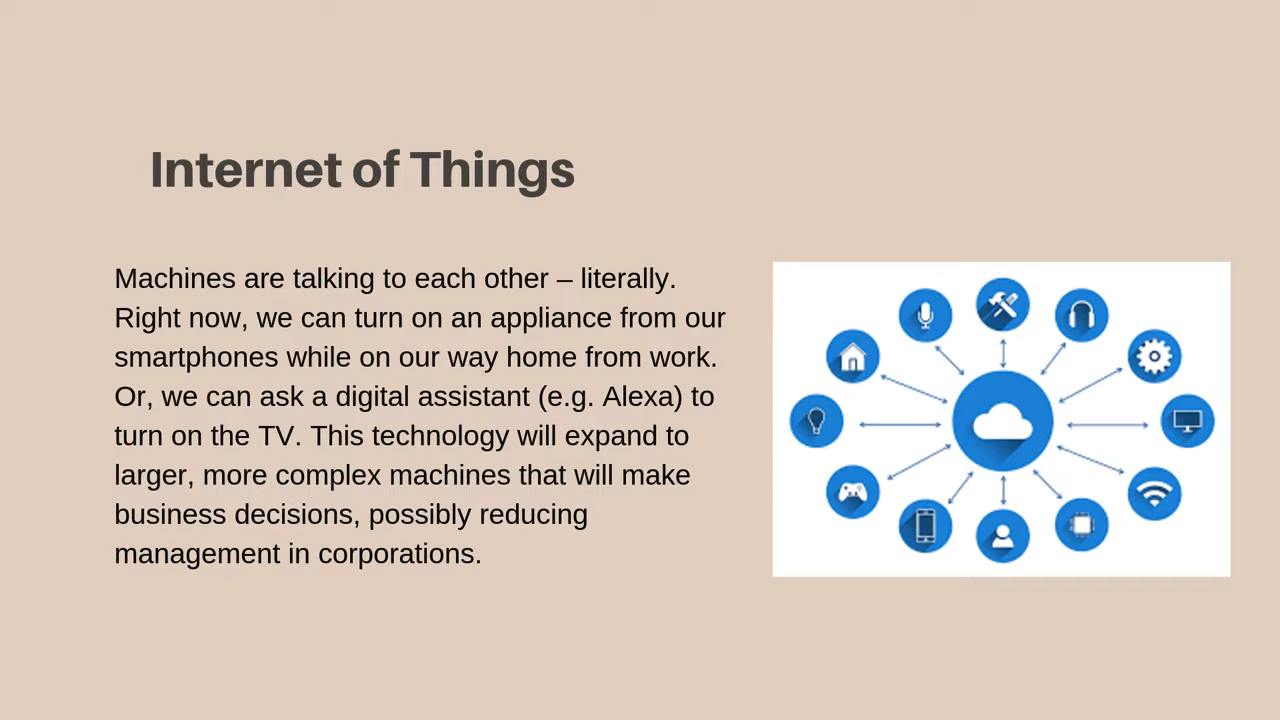 Internet of Things
Machines are talking to each other – literally.
Right now, we can turn on an appliance from our
smartphones while on our way home from work.
Or, we can ask a digital assistant (e.g. Alexa) to
turn on the TV. This technology will expand to
larger, more complex machines that will make
business decisions, possibly reducing
management in corporations.